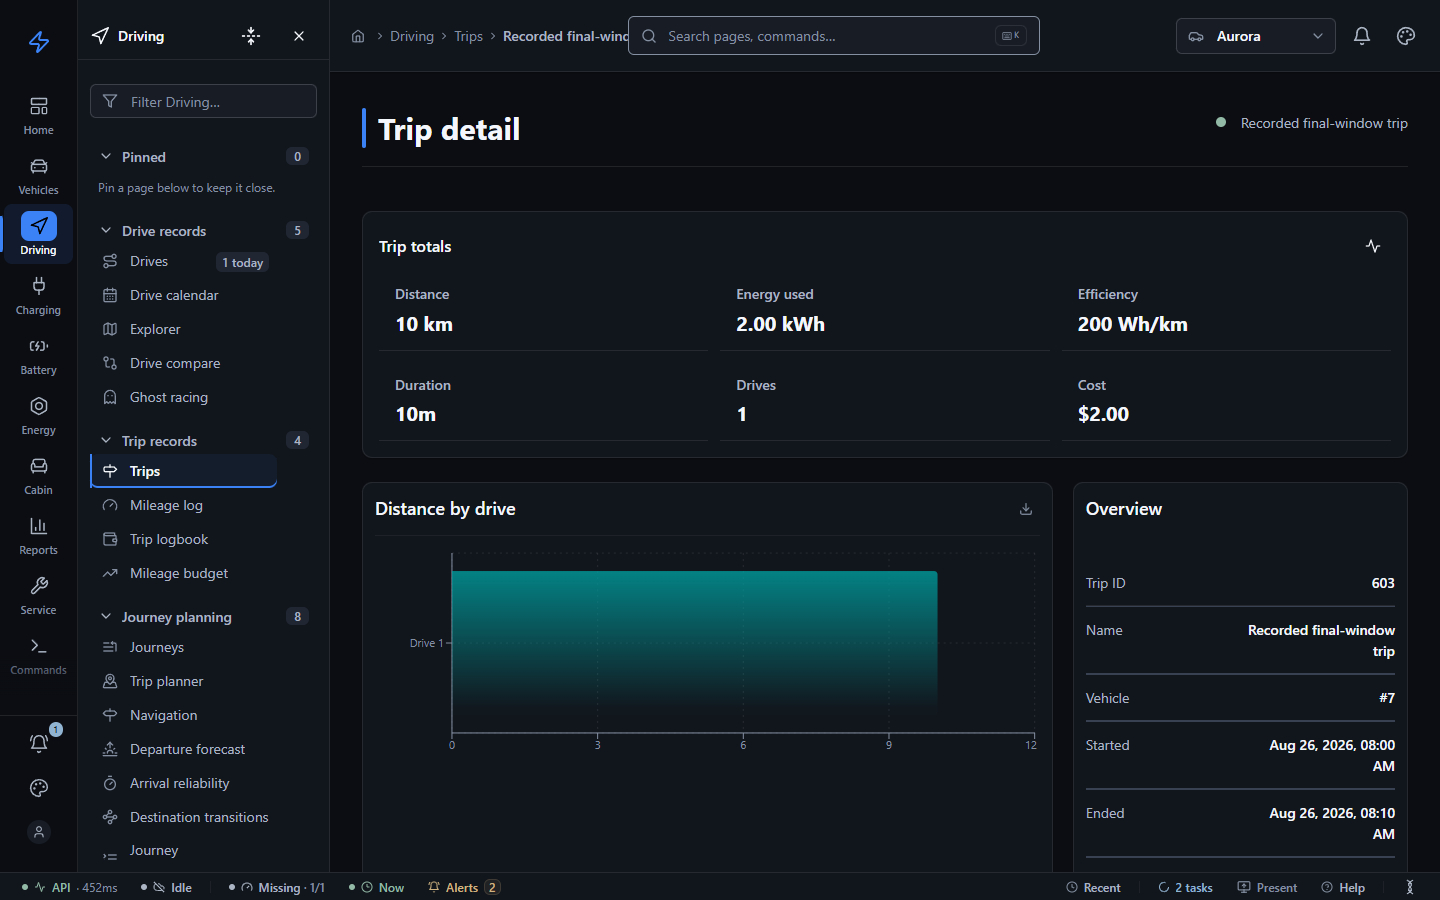 Home
Vehicles
Driving
Charging
Battery
Energy
Cabin
Reports
Service
Commands
1
Driving
Filter Driving...
Pinned 0
Pin a page below to keep it close.
Drive records 5
Drives 1 today
Drive calendar
Explorer
Drive compare
Ghost racing
Trip records 4
Trips
Mileage log
Trip logbook
Mileage budget
Journey planning 8
Journeys
Trip planner
Navigation
Departure forecast
Arrival reliability
Destination transitions
Journey
Driving > Trips > Recorded final-wind
Search pages, commands... K
Aurora
Trip detail
Recorded final-window trip
Trip totals
Distance Energy used Efficiency
10 km 2.00 kWh 200 Wh/km
Duration Drives Cost
10m 1 $2.00
Distance by drive
Drive 1
0 3 6 9 12
Overview
Trip ID 603
Name Recorded final-window
trip
Vehicle #7
Started Aug 26, 2026, 08:00
AM
Ended Aug 26, 2026, 08:10
AM
API · 452ms Idle Missing · 1/1 Now Alerts 2 Recent 2 tasks Present Help